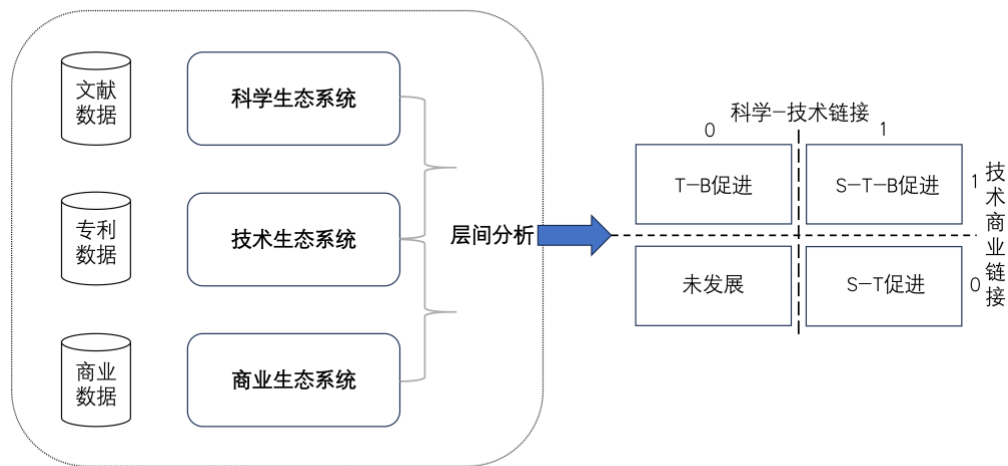 文献
数据
科学生态系统
专利
数据
技术生态系统
商业
数据
商业生态系统
层间分析
科学-技术链接
0
1
T-B促进
S-T-B促进
未发展
S-T促进
1
0
技术商业链接